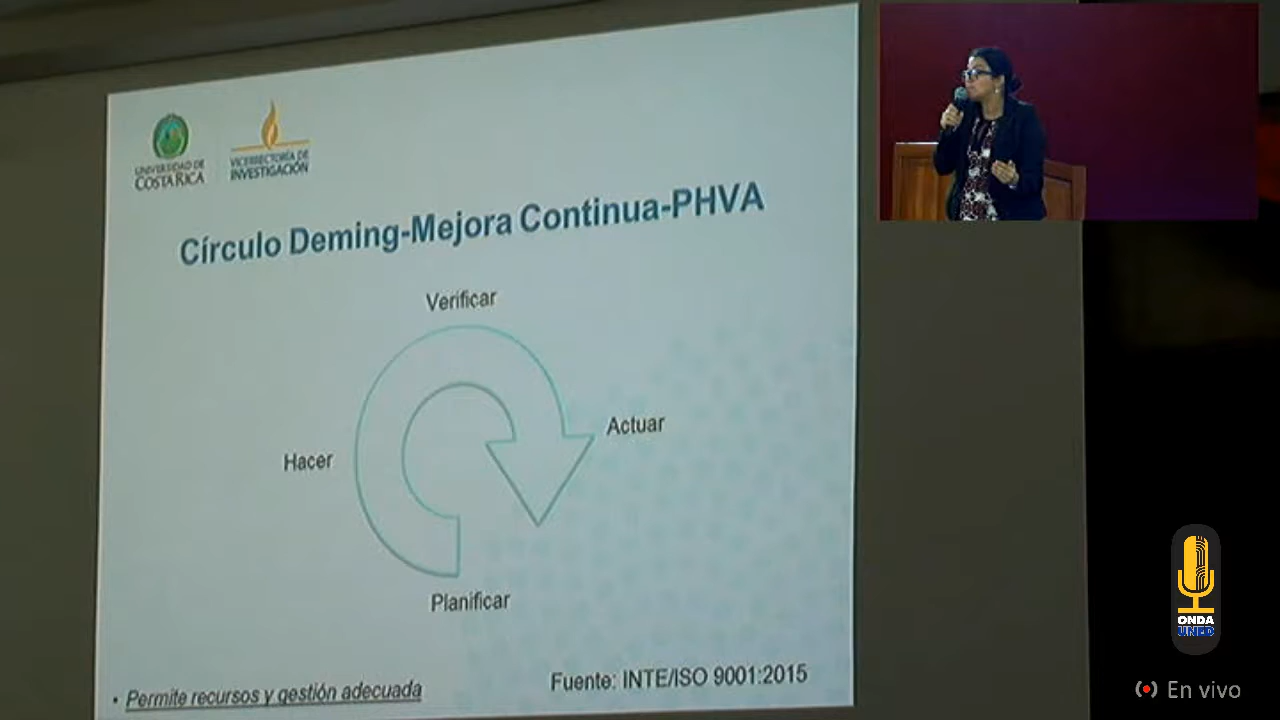 UNIVERSIDAD DE
COSTA RICA
VICERRECTORÍA DE
INVESTIGACIÓN
Círculo Deming-Mejora Continua-PHVA
Verificar
Actuar
Hacer
Planificar
• Permite recursos y gestión adecuada
Fuente: INTE/ISO 9001:2015
ONDA
UNED
En vivo